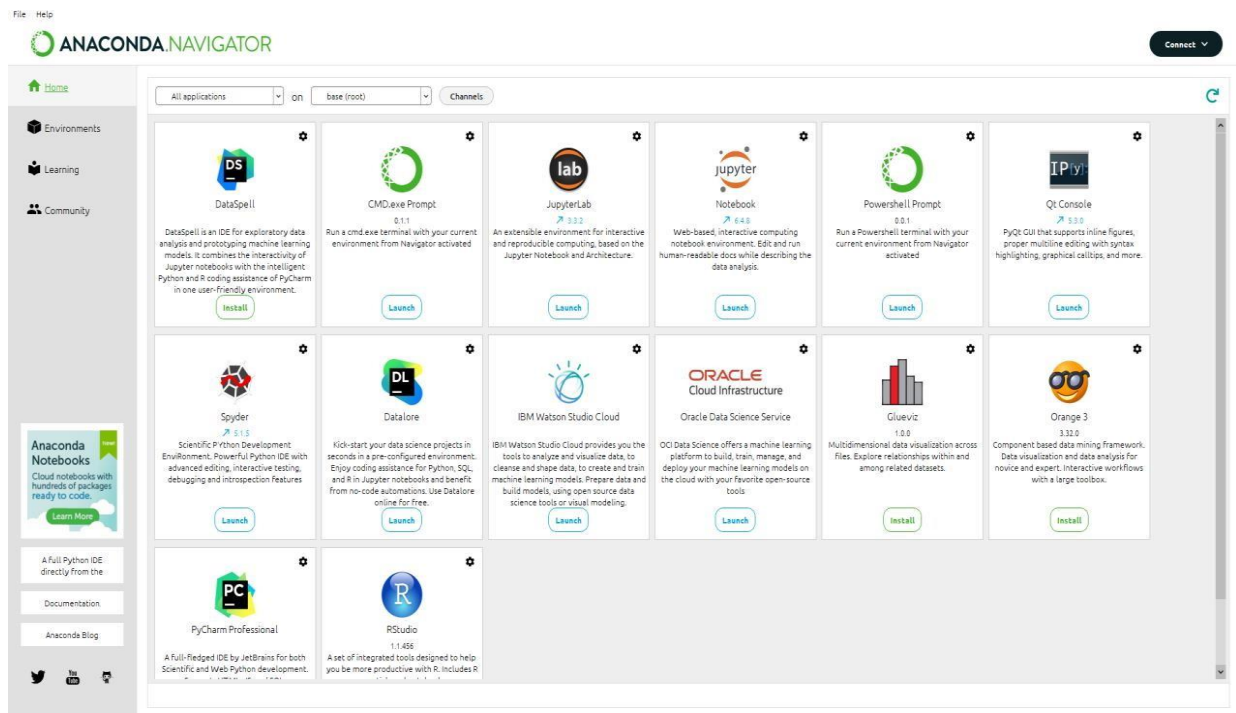 File Help
ANACONDA.NAVIGATOR
Connect
Home
Environments
Learning
Community
All applications on base (root) Channels
DS
DataSpell
DataSpell is an IDE for exploratory data
analysis and prototyping machine learning
models. It combines the interactivity of
Jupyter notebooks with the intelligent
Python and R coding assistance of PyCharm
in one user-friendly environment.
Install
CMD.exe Prompt
0.1.1
Run a cmd.exe terminal with your current
environment from Navigator activated
Launch
lab
JupyterLab
3.3.2
An extensible environment for interactive
and reproducible computing, based on the
Jupyter Notebook and Architecture.
Launch
jupyter
Notebook
6.4.8
Web-based, interactive computing
notebook environment. Edit and run
human-readable docs while describing the
data analysis.
Launch
Powershell Prompt
0.0.1
Run a Powershell terminal with your
current environment from Navigator
activated
Launch
IP[y]:
Qt Console
5.3.0
PyQt GUI that supports inline figures,
proper multiline editing with syntax
highlighting, graphical calltips, and more.
Launch
Spyder
5.1.5
Scientific PYthon Development
EnviRonment. Powerful Python IDE with
advanced editing, interactive testing,
debugging and introspection features
Launch
DL
Datalore
Kick-start your data science projects in
seconds in a pre-configured environment.
Enjoy coding assistance for Python, SQL,
and R in Jupyter notebooks and benefit
from no-code automations. Use Datalore
online for free.
Launch
IBM Watson Studio Cloud
IBM Watson Studio Cloud provides you the
tools to analyze and visualize data, to
cleanse and shape data, to create and train
machine learning models. Prepare data and
build models, using open source data
science tools or visual modeling.
Launch
ORACLE
Cloud Infrastructure
Oracle Data Science Service
OCI Data Science offers a machine learning
platform to build, train, manage, and
deploy your machine learning models on
the cloud with your favorite open-source
tools
Launch
Glueviz
1.0.0
Multidimensional data visualization across
files. Explore relationships within and
among related datasets.
Install
Orange 3
3.32.0
Component based data mining framework.
Data visualization and data analysis for
novice and expert. Interactive workflows
with a large toolbox.
Install
PC
PyCharm Professional
A full-fledged IDE by JetBrains for both
Scientific and Web Python development.
R
RStudio
1.1.456
A set of integrated tools designed to help
you be more productive with R. Includes R
Anaconda
Notebooks
Cloud notebooks with
hundreds of packages
ready to code.
Learn More
A Full Python IDE
directly from the
Documentation
Anaconda Blog
You
Tube